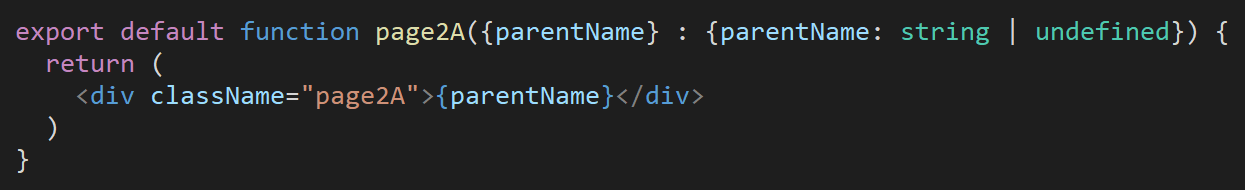 export default function page2A({parentName} : {parentName: string | undefined}) {
  return (
    <div className="page2A">{parentName}</div>
  )
}